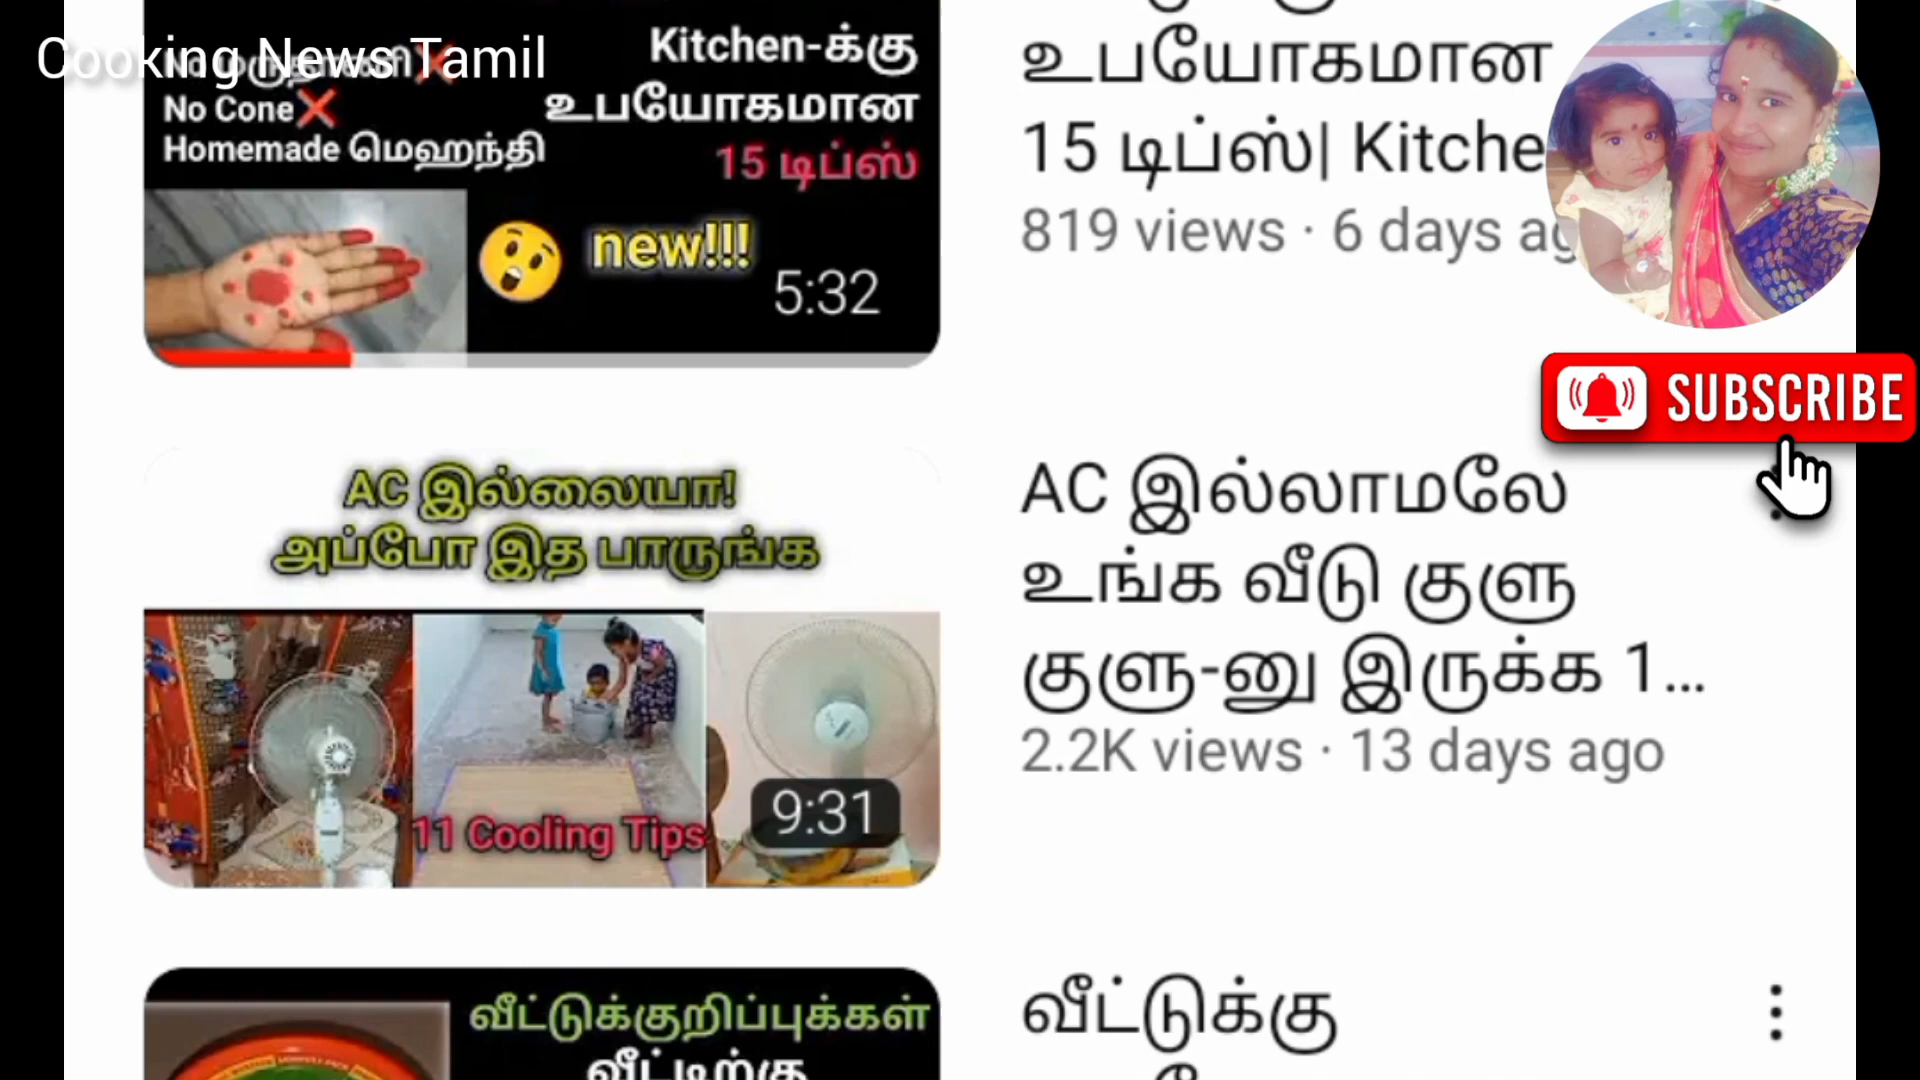 Cooking News Tamil
No மருதாணி❌
No Cone❌
Homemade மெஹந்தி
Kitchen-க்கு
உபயோகமான
15 டிப்ஸ்
new!!!
5:32
உபயோகமான
15 டிப்ஸ்| Kitche
819 views · 6 days ag
SUBSCRIBE
AC இல்லையா!
அப்போ இத பாருங்க
11 Cooling Tips
9:31
AC இல்லாமலே
உங்க வீடு குளு
குளு-னு இருக்க 1...
2.2K views · 13 days ago
வீட்டுக்குறிப்புக்கள்
வீட்டிற்கு
வீட்டுக்கு